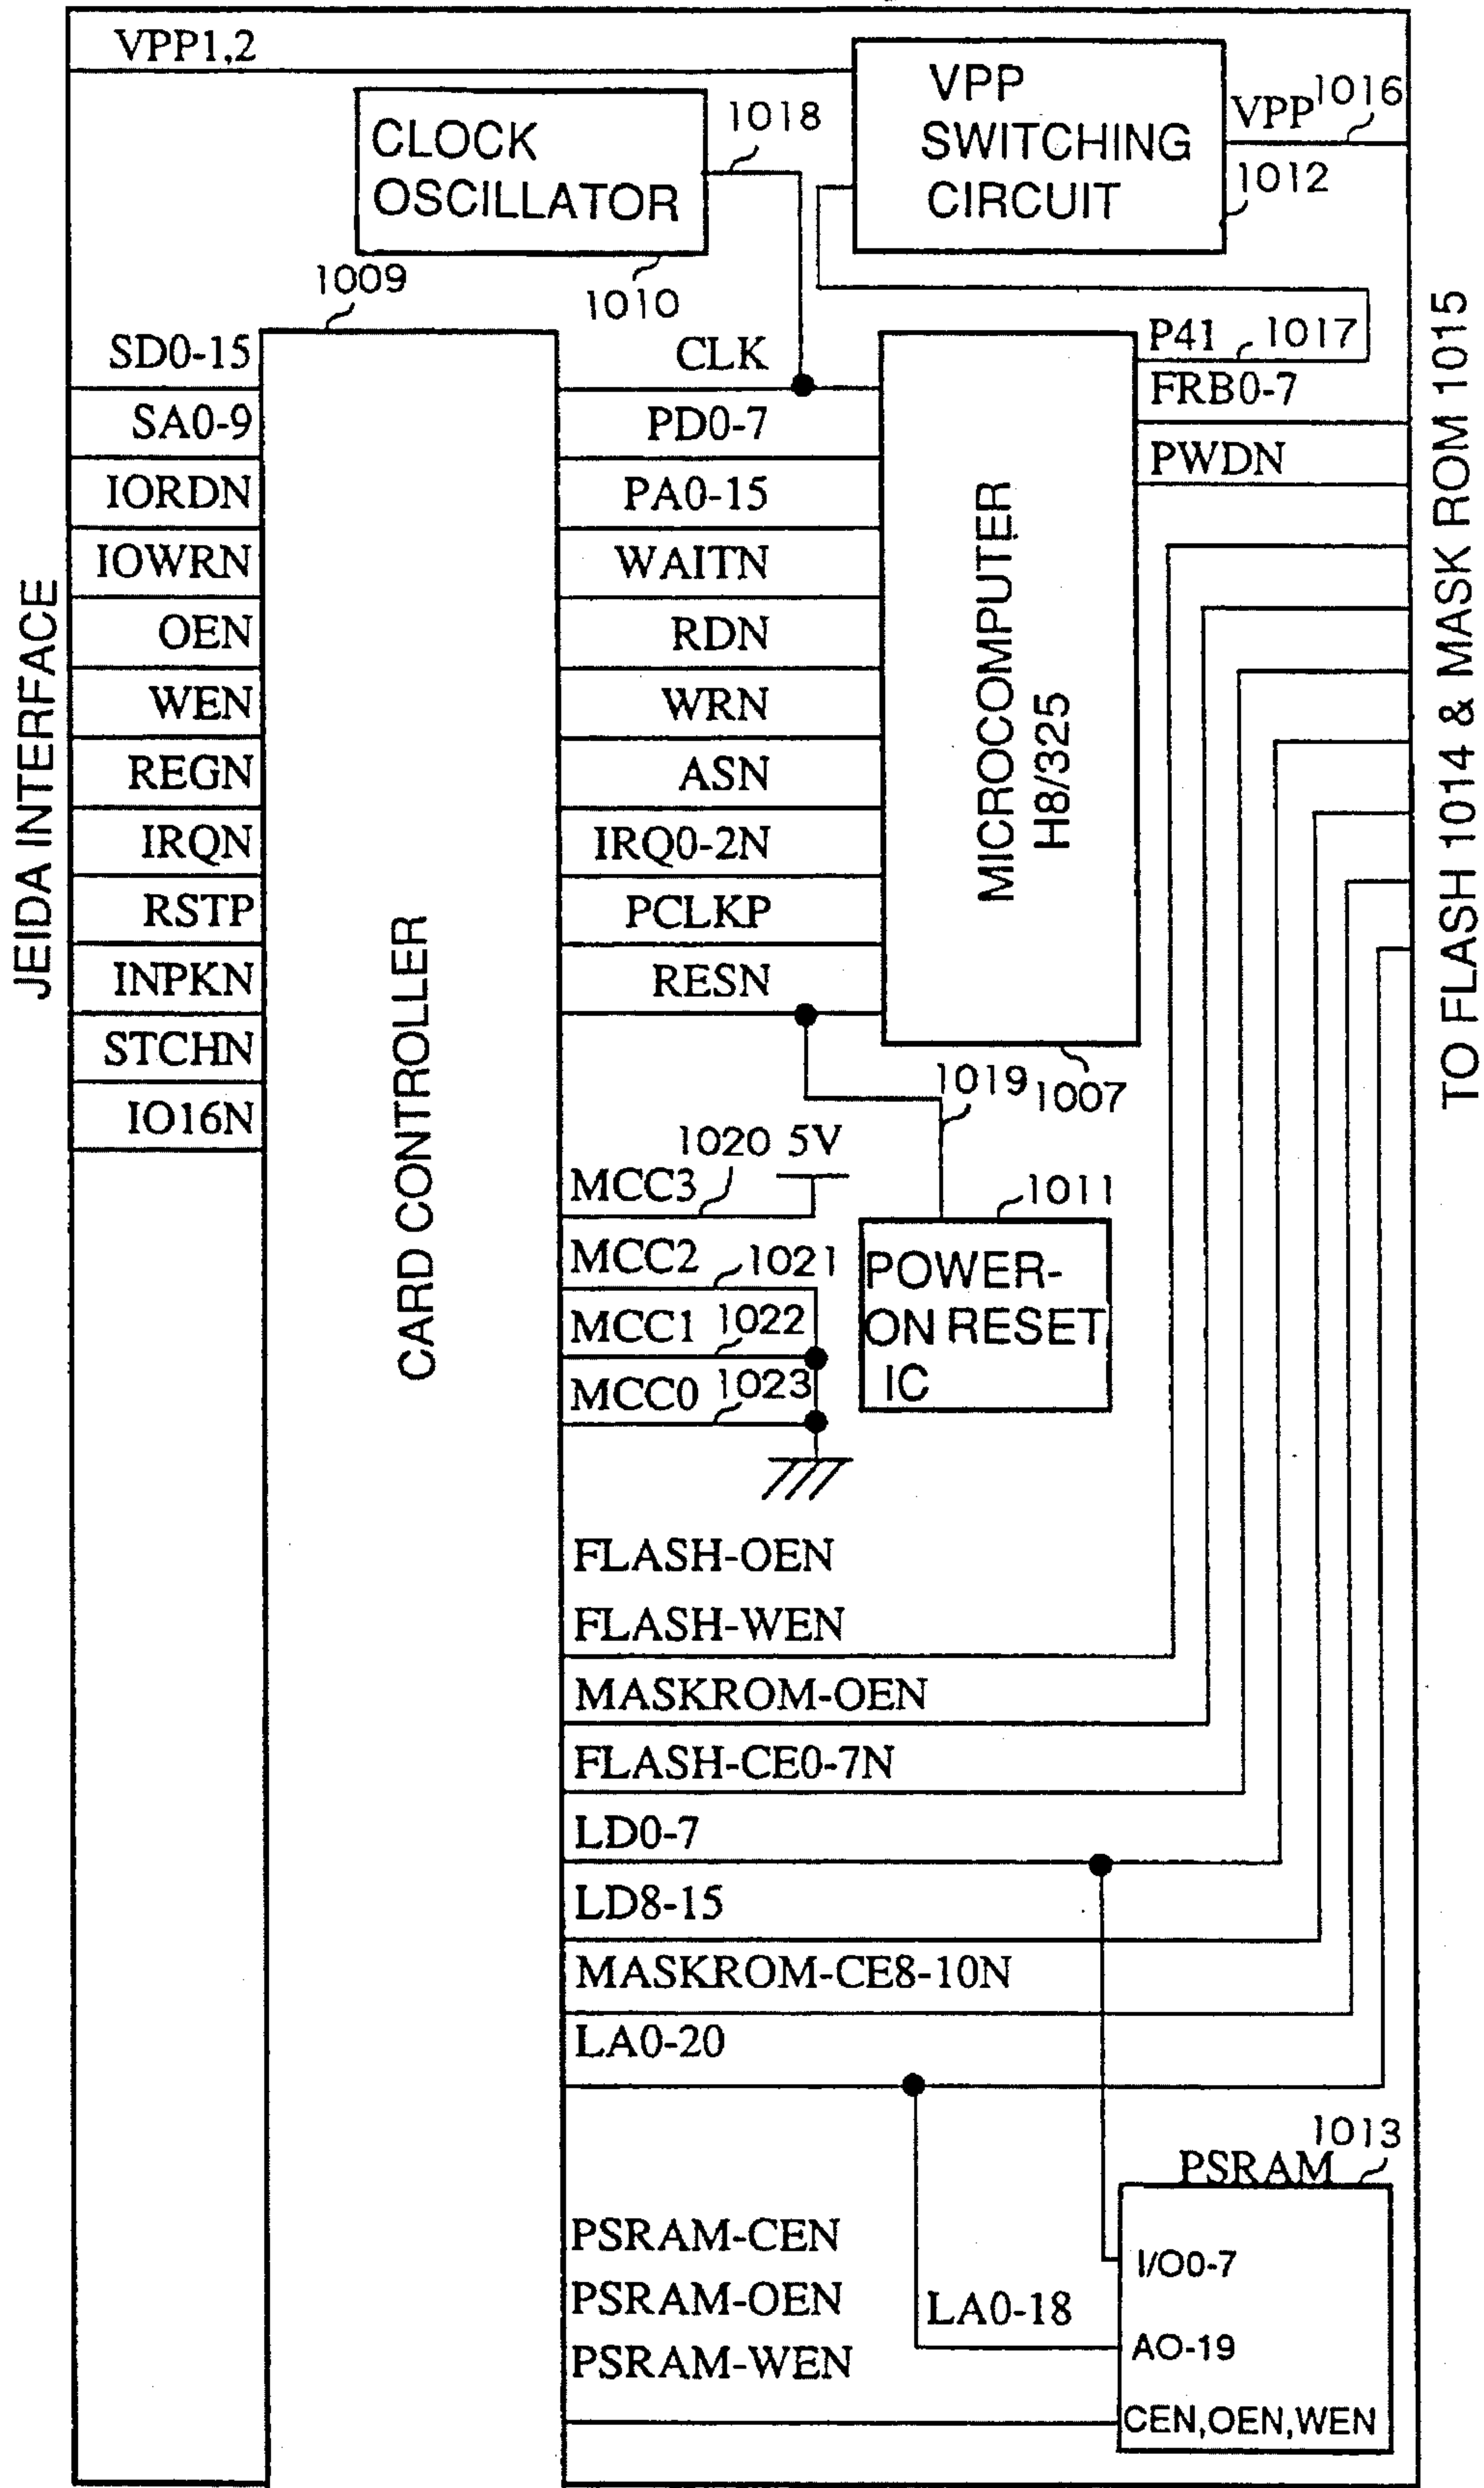 VPP1,2
VPP
SWITCHING
CIRCUIT
VPP
1016
1012
CLOCK
OSCILLATOR
1018
1010
1009
JEIDA INTERFACE
SD0-15
SA0-9
IORDN
IOWRN
OEN
WEN
REGN
IRQN
RSTP
INPKN
STCHN
IO16N
CARD CONTROLLER
CLK
PD0-7
PA0-15
WAITN
RDN
WRN
ASN
IRQ0-2N
PCLKP
RESN
MICROCOMPUTER
H8/325
P41
1017
FRB0-7
PWDN
TO FLASH 1014 & MASK ROM 1015
1019
1007
MCC3
1020
5V
MCC2
1021
MCC1
1022
MCC0
1023
1011
POWER-
ON RESET
IC
FLASH-OEN
FLASH-WEN
MASKROM-OEN
FLASH-CE0-7N
LD0-7
LD8-15
MASKROM-CE8-10N
LA0-20
1013
PSRAM
PSRAM-CEN
PSRAM-OEN
PSRAM-WEN
LA0-18
I/O0-7
AO-19
CEN,OEN,WEN